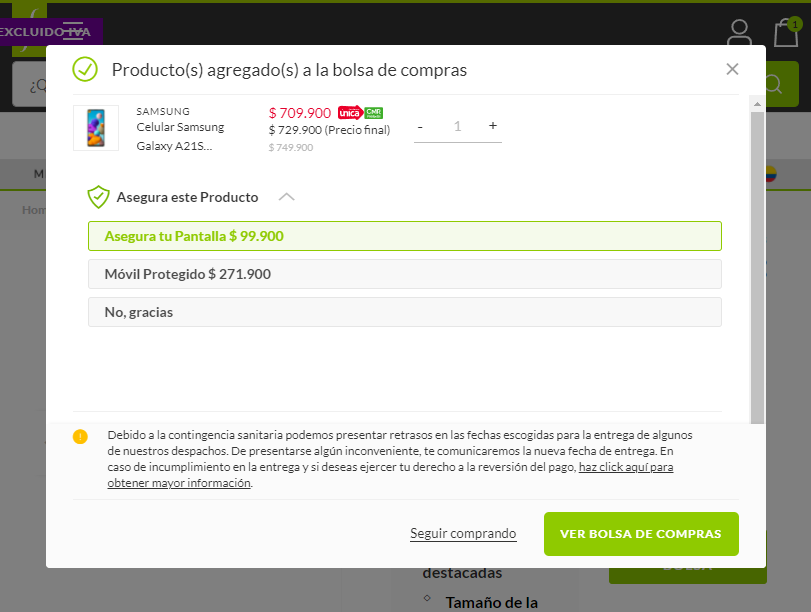 EXCLUIDO IVA
1
¿Q
Producto(s) agregado(s) a la bolsa de compras
SAMSUNG
Celular Samsung
Galaxy A21S...
$ 709.900 única CMR
$ 729.900 (Precio final)
$ 749.900
- 1 +
M
Hom
Asegura este Producto
Asegura tu Pantalla $ 99.900
Móvil Protegido $ 271.900
No, gracias
Debido a la contingencia sanitaria podemos presentar retrasos en las fechas escogidas para la entrega de algunos
de nuestros despachos. De presentarse algún inconveniente, te comunicaremos la nueva fecha de entrega. En
caso de incumplimiento en la entrega y si deseas ejercer tu derecho a la reversión del pago, haz click aquí para
obtener mayor información.
Seguir comprando
VER BOLSA DE COMPRAS
BOLSA
destacadas
Tamaño de la